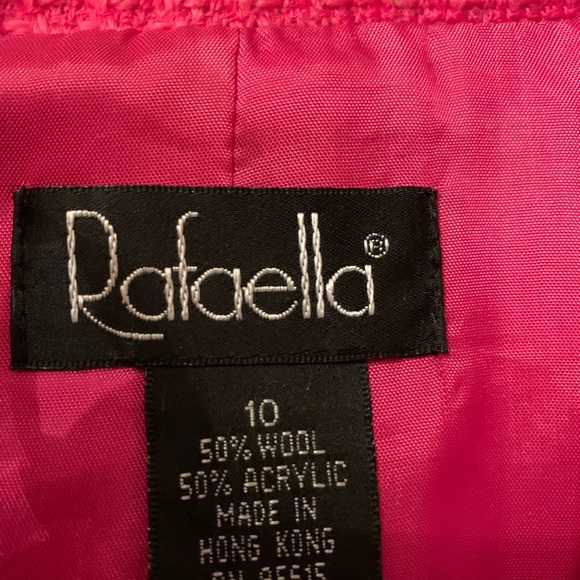 Rafaella®
10
50% WOOL
50% ACRYLIC
MADE IN
HONG KONG